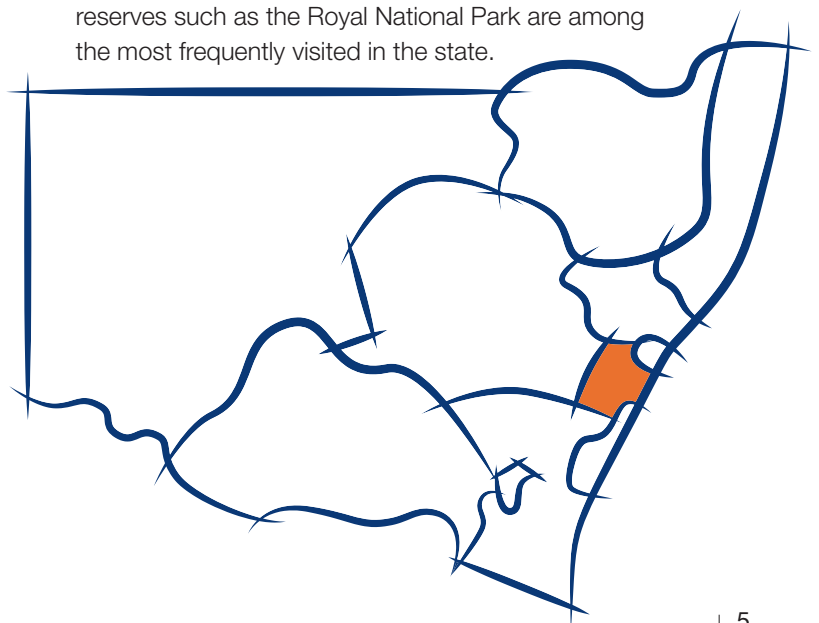 reserves such as the Royal National Park are among
the most frequently visited in the state.
| 5